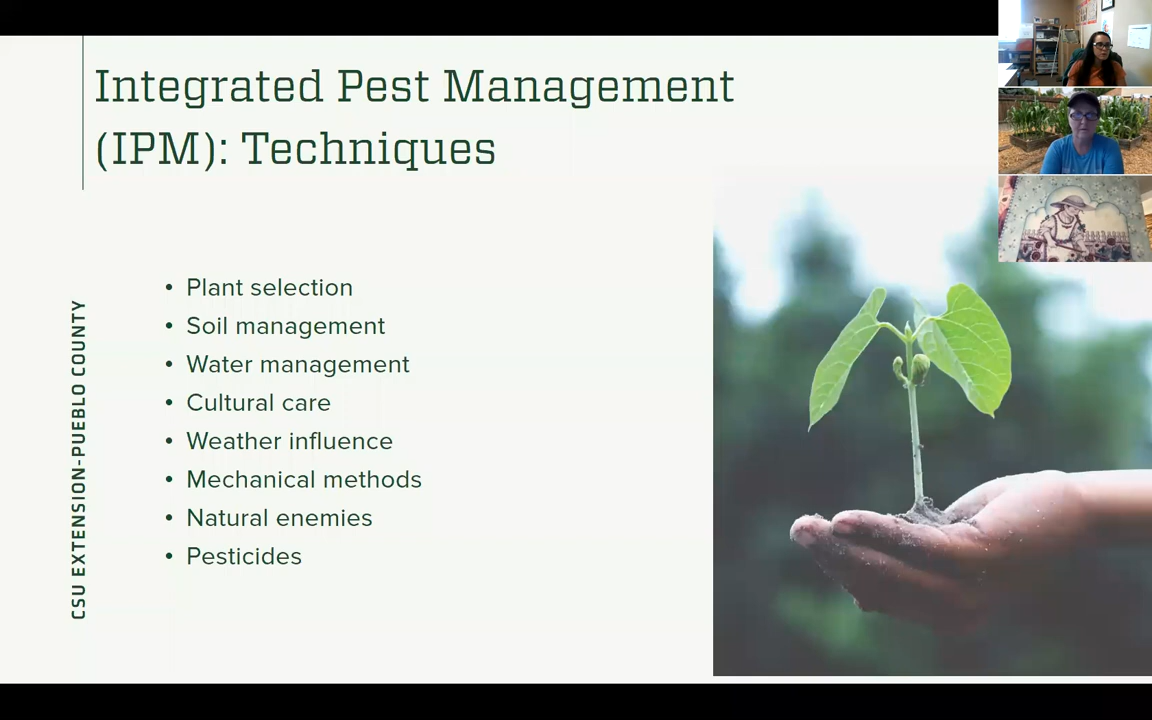 Integrated Pest Management
(IPM): Techniques
CSU EXTENSION-PUEBLO COUNTY
• Plant selection
• Soil management
• Water management
• Cultural care
• Weather influence
• Mechanical methods
• Natural enemies
• Pesticides